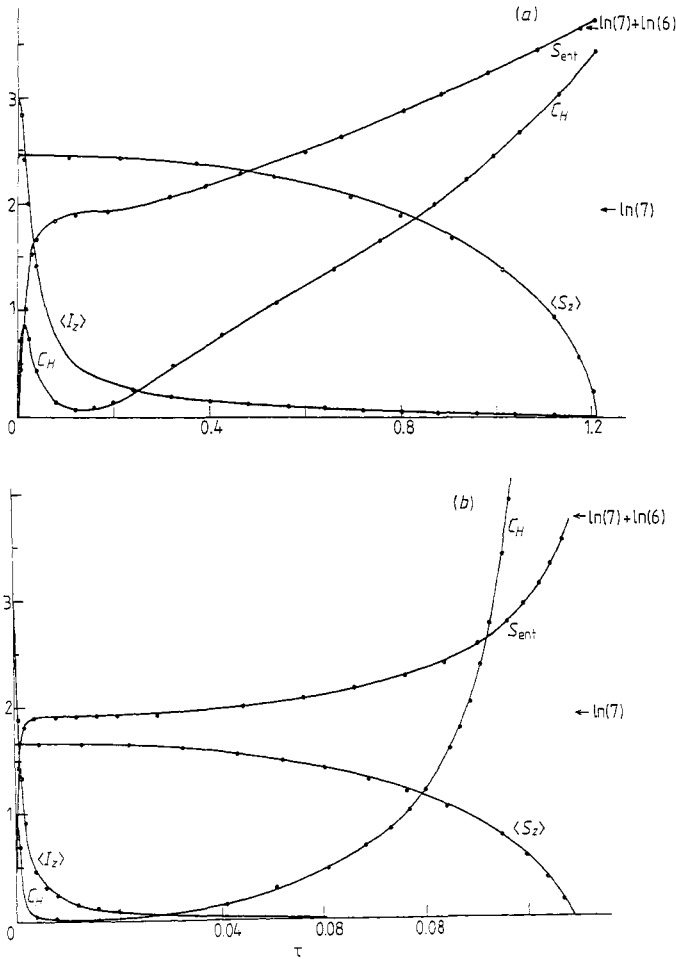 (a)
ln(7)+ln(6)
S_ent
C_H
3
2
ln(7)
1
⟨I_z⟩
⟨S_z⟩
C_H
0
0.4
0.8
1.2
(b)
C_H
ln(7)+ln(6)
3
S_ent
2
ln(7)
1
⟨S_z⟩
⟨I_z⟩
C_H
0
0.04
0.08
0.08
τ